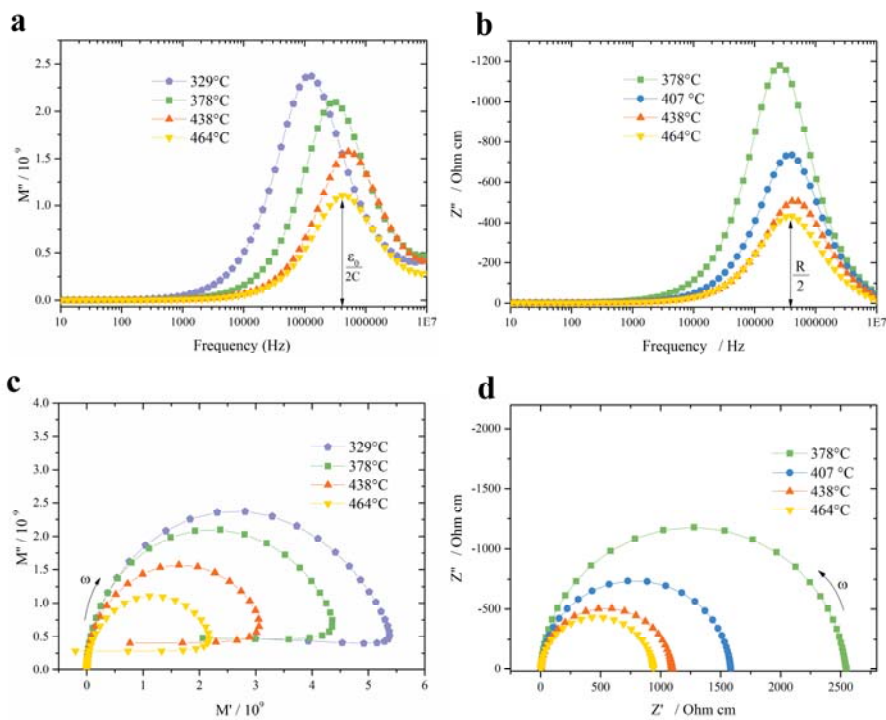 a
2.5
2.0
1.5
1.0
0.5
0.0
M'' / 10⁹
329°C
378°C
438°C
464°C
ε₀
2C
10 100 1000 10000 100000 1000000 1E7
Frequency (Hz)
b
-1200
-1000
-800
-600
-400
-200
0
Z'' / Ohm cm
378°C
407 °C
438°C
464°C
R
2
10 100 1000 10000 100000 1000000 1E7
Frequency / Hz
c
4.0
3.5
3.0
2.5
2.0
1.5
1.0
0.5
0.0
M'' / 10⁹
329°C
378°C
438°C
464°C
ω
0 1 2 3 4 5 6
M' / 10⁹
d
-2000
-1500
-1000
-500
0
Z'' / Ohm cm
378°C
407 °C
438°C
464°C
ω
0 500 1000 1500 2000 2500
Z' / Ohm cm